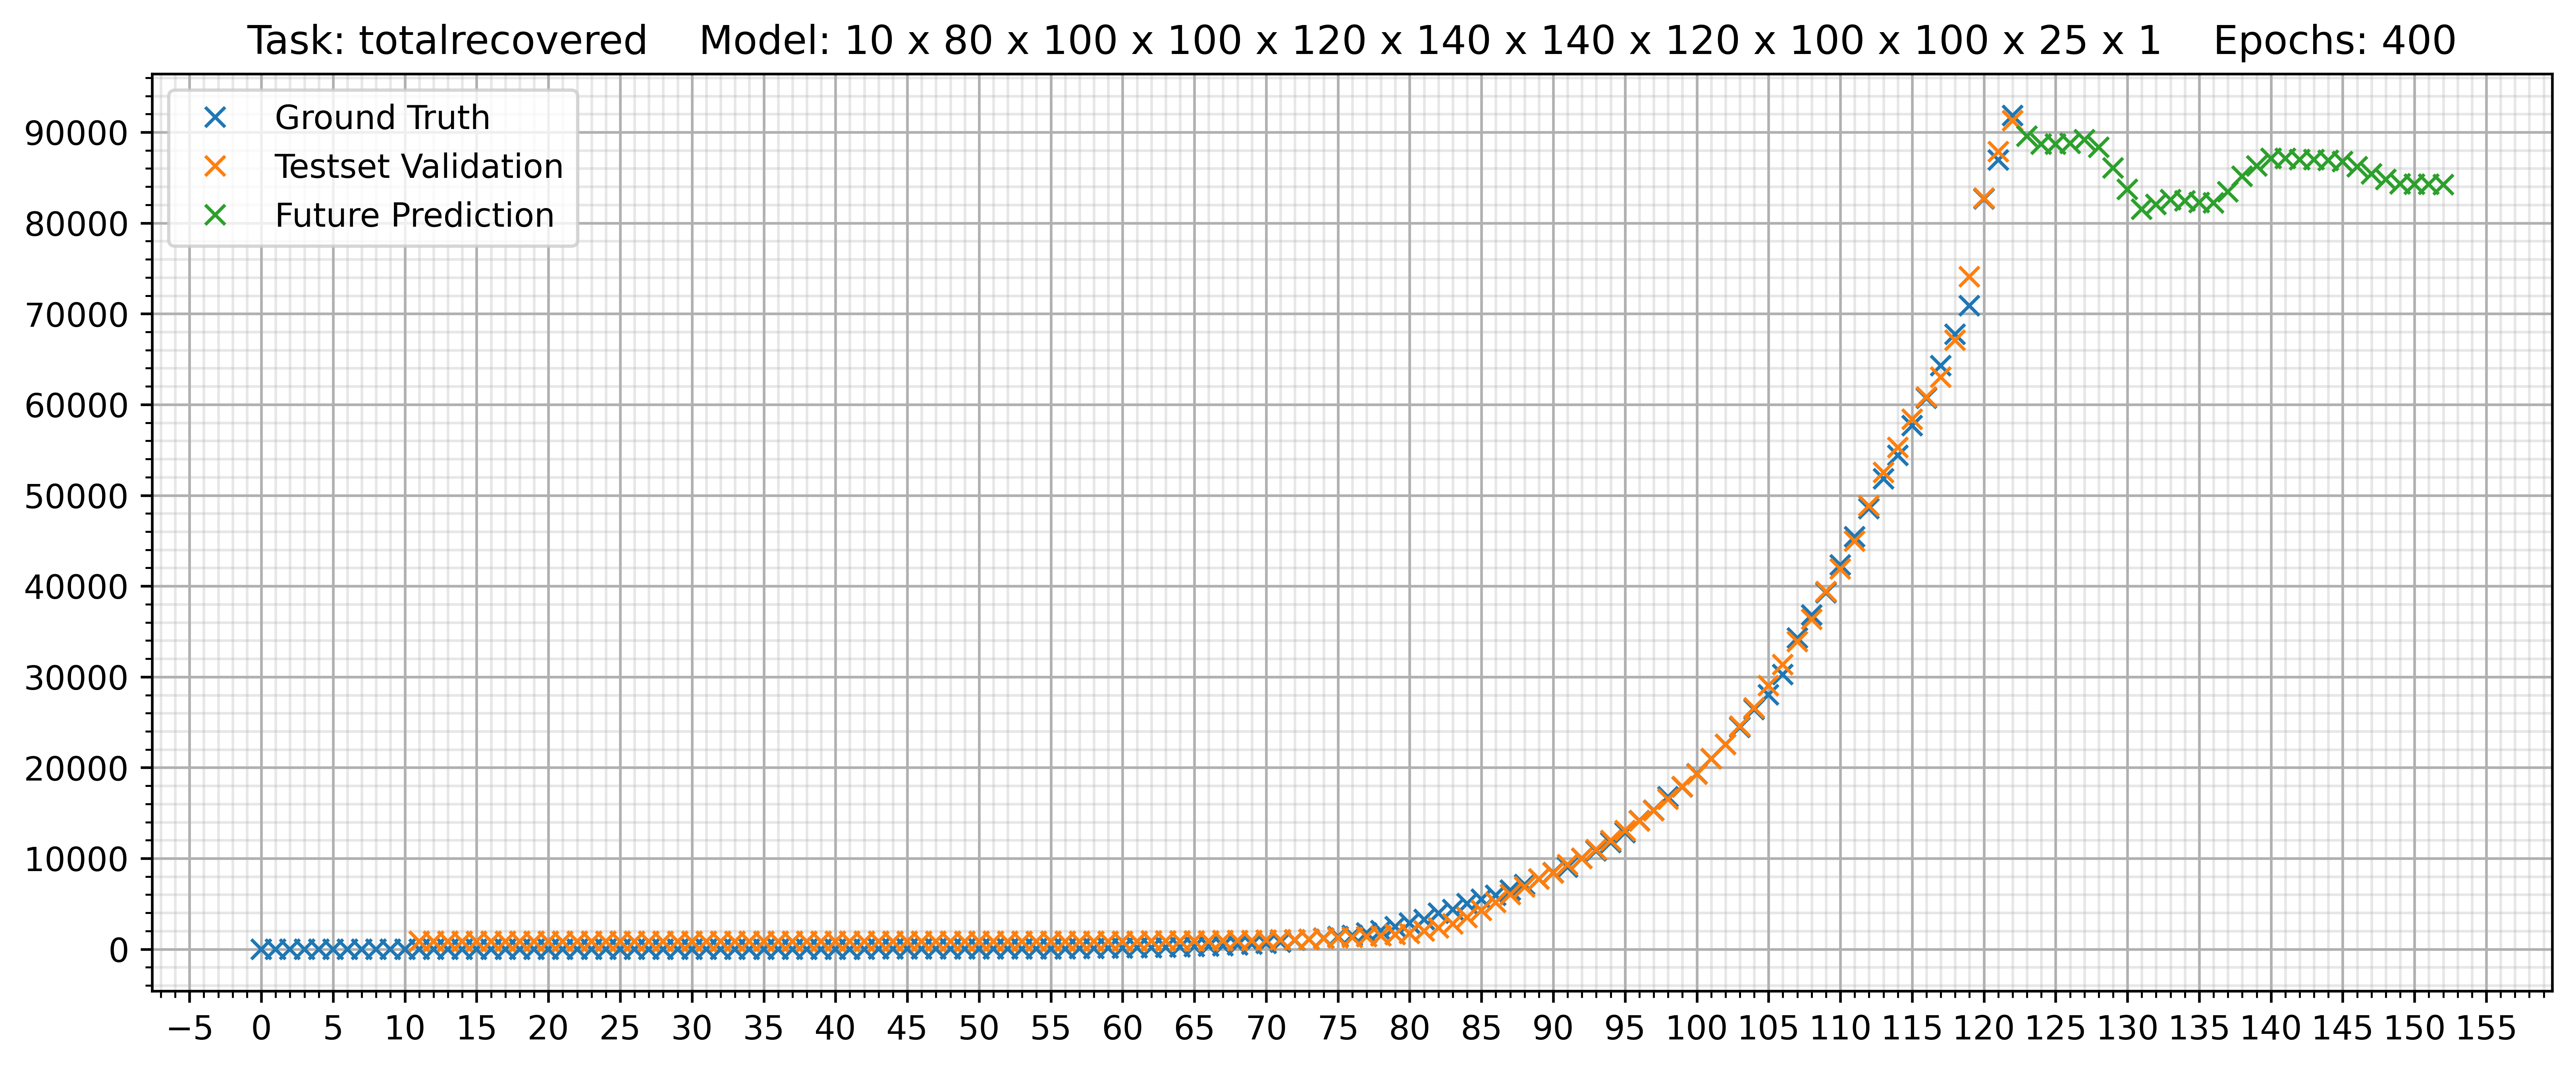 Task: totalrecovered    Model: 10 x 80 x 100 x 100 x 120 x 140 x 140 x 120 x 100 x 100 x 25 x 1    Epochs: 400
Ground Truth
Testset Validation
Future Prediction
90000
80000
70000
60000
50000
40000
30000
20000
10000
0
−5 0 5 10 15 20 25 30 35 40 45 50 55 60 65 70 75 80 85 90 95 100 105 110 115 120 125 130 135 140 145 150 155